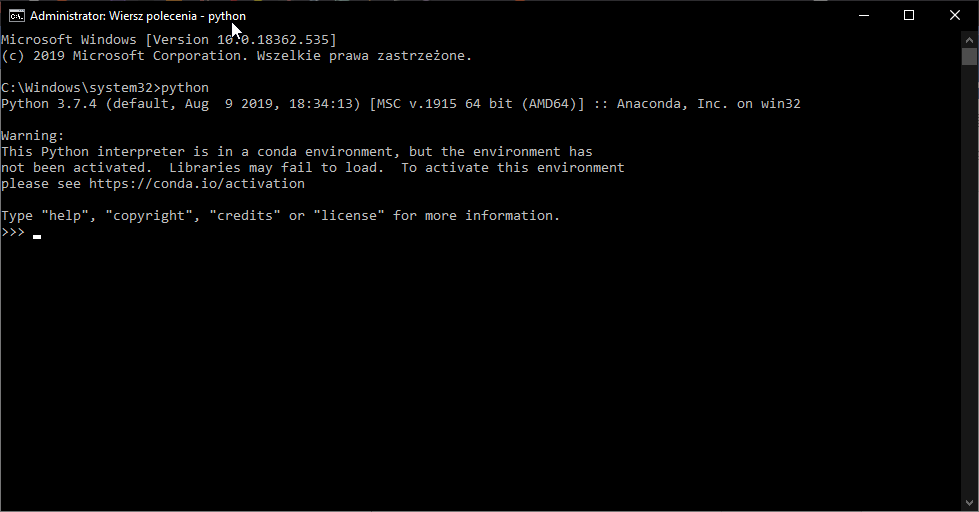 Administrator: Wiersz polecenia - python
Microsoft Windows [Version 10.0.18362.535]
(c) 2019 Microsoft Corporation. Wszelkie prawa zastrzeżone.
C:\Windows\system32>python
Python 3.7.4 (default, Aug  9 2019, 18:34:13) [MSC v.1915 64 bit (AMD64)] :: Anaconda, Inc. on win32
Warning:
This Python interpreter is in a conda environment, but the environment has
not been activated.  Libraries may fail to load.  To activate this environment
please see https://conda.io/activation
Type "help", "copyright", "credits" or "license" for more information.
>>>